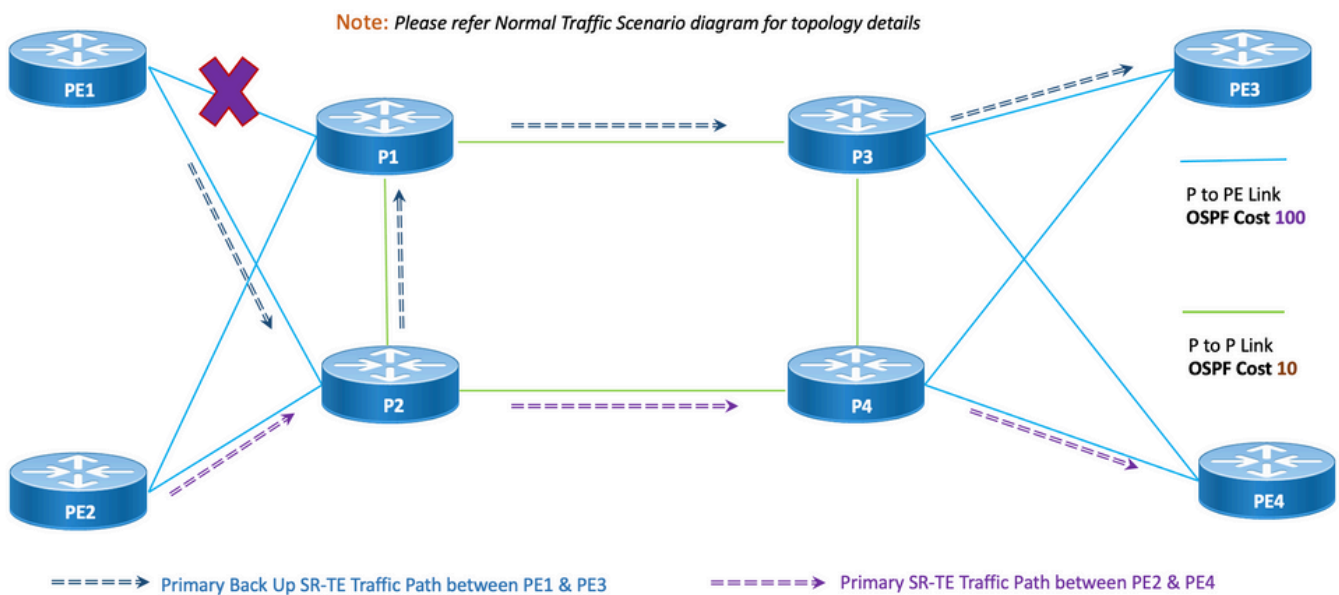 Note: Please refer Normal Traffic Scenario diagram for topology details
PE1
P1
P3
PE3
P to PE Link
OSPF Cost 100
P to P Link
OSPF Cost 10
P2
P4
PE2
PE4
Primary Back Up SR-TE Traffic Path between PE1 & PE3
Primary SR-TE Traffic Path between PE2 & PE4